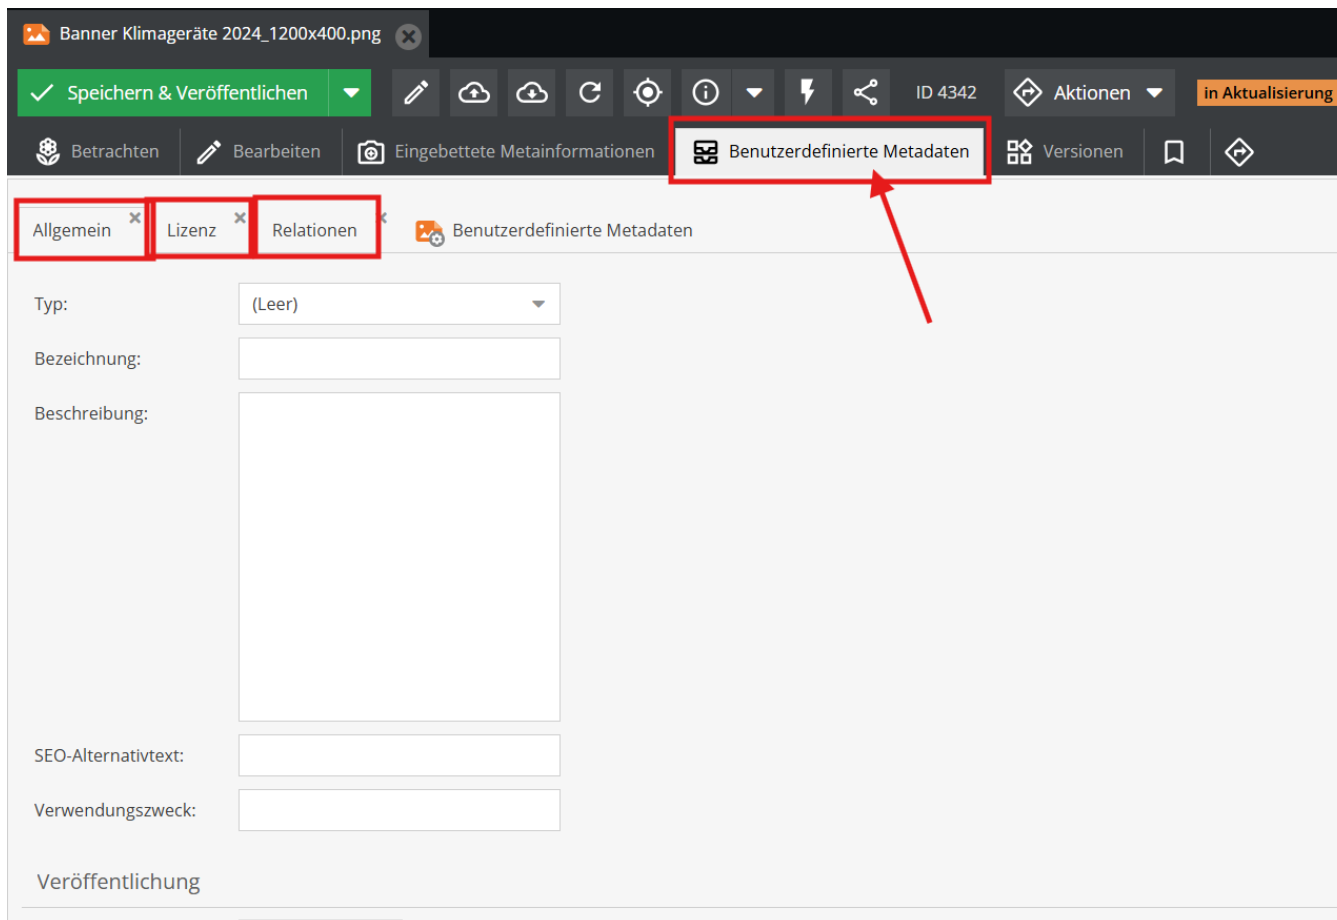 Banner Klimageräte 2024_1200x400.png
Speichern & Veröffentlichen ID 4342 Aktionen in Aktualisierung
Betrachten Bearbeiten Eingebettete Metainformationen Benutzerdefinierte Metadaten Versionen
Allgemein Lizenz Relationen Benutzerdefinierte Metadaten
Typ: (Leer)
Bezeichnung:
Beschreibung:
SEO-Alternativtext:
Verwendungszweck:
Veröffentlichung